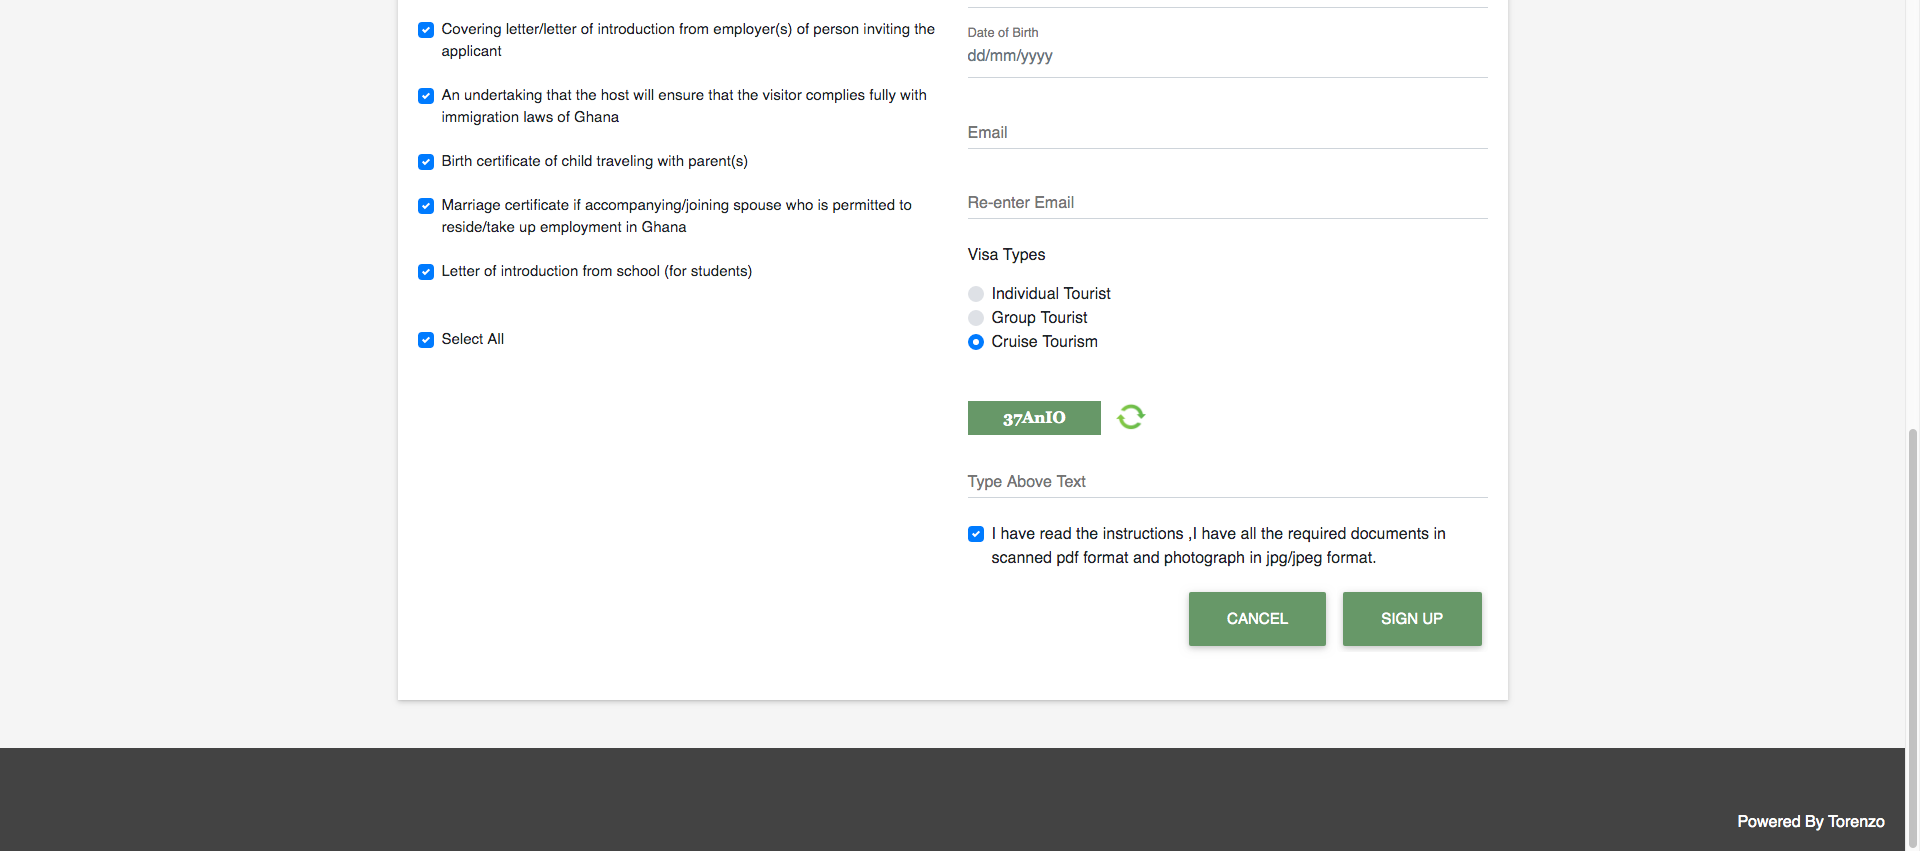 Covering letter/letter of introduction from employer(s) of person inviting the
applicant
An undertaking that the host will ensure that the visitor complies fully with
immigration laws of Ghana
Birth certificate of child traveling with parent(s)
Marriage certificate if accompanying/joining spouse who is permitted to
reside/take up employment in Ghana
Letter of introduction from school (for students)
Select All
Date of Birth
dd/mm/yyyy
Email
Re-enter Email
Visa Types
Individual Tourist
Group Tourist
Cruise Tourism
37AnIO
Type Above Text
I have read the instructions ,I have all the required documents in
scanned pdf format and photograph in jpg/jpeg format.
CANCEL
SIGN UP
Powered By Torenzo